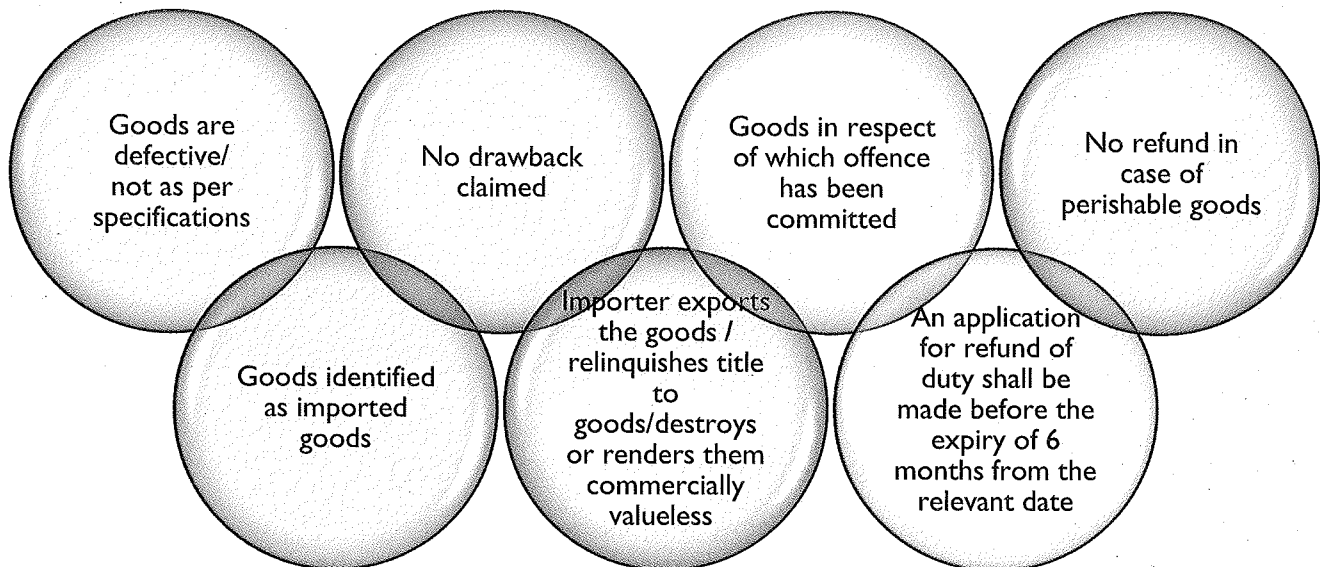 Goods are
defective/
not as per
specifications
No drawback
claimed
Goods in respect
of which offence
has been
committed
No refund in
case of
perishable goods
Goods identified
as imported
goods
Importer exports
the goods /
relinquishes title
to
goods/destroys
or renders them
commercially
valueless
An application
for refund of
duty shall be
made before the
expiry of 6
months from the
relevant date